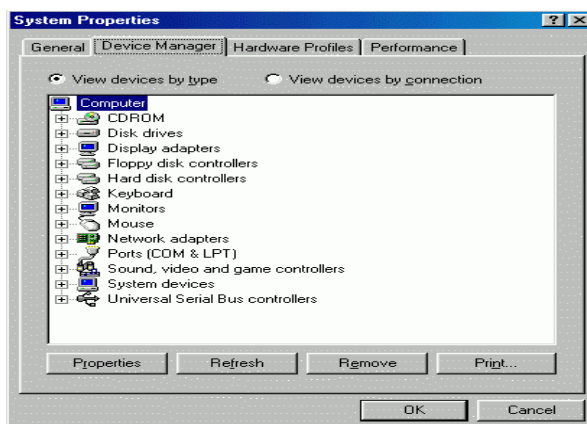 System Properties
General Device Manager Hardware Profiles Performance
View devices by type View devices by connection
Computer
CDROM
Disk drives
Display adapters
Floppy disk controllers
Hard disk controllers
Keyboard
Monitors
Mouse
Network adapters
Ports (COM & LPT)
Sound, video and game controllers
System devices
Universal Serial Bus controllers
Properties Refresh Remove Print...
OK Cancel